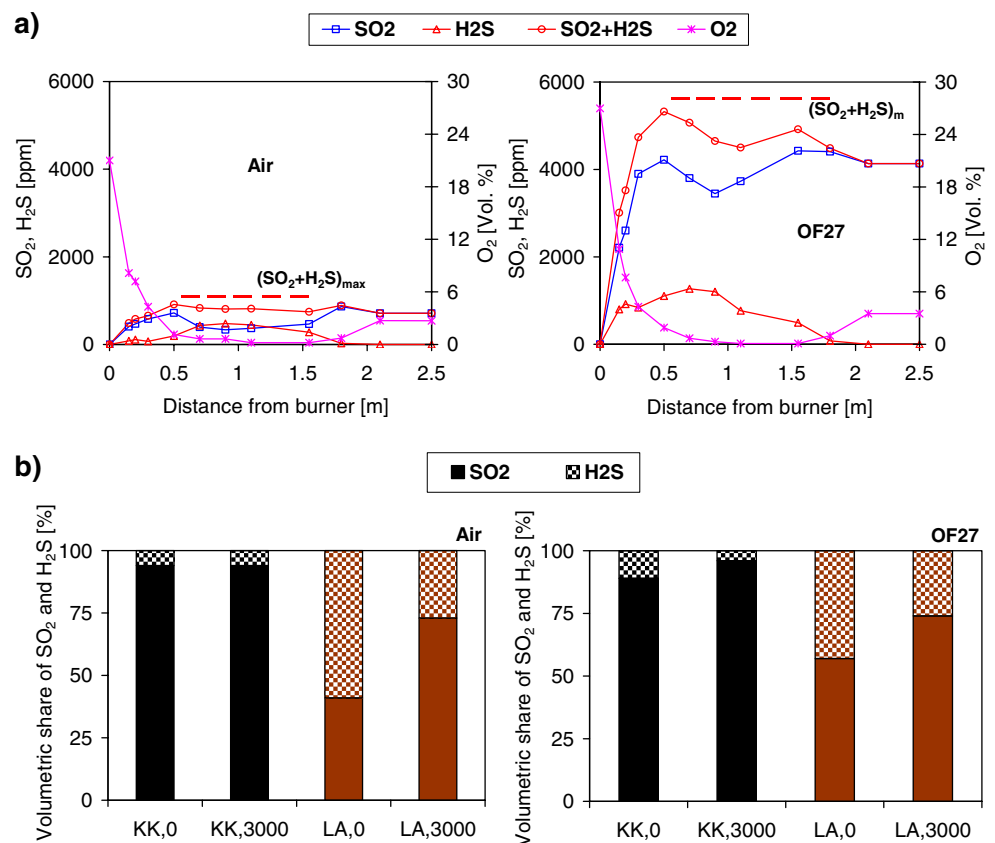 a)
SO2 H2S SO2+H2S O2
6000
4000
2000
0
SO₂, H₂S [ppm]
30
24
18
12
6
0
O₂ [Vol. %]
Air
(SO₂+H₂S)max
0 0.5 1 1.5 2 2.5
Distance from burner [m]
6000
4000
2000
0
SO₂, H₂S [ppm]
30
24
18
12
6
0
O₂ [Vol. %]
(SO₂+H₂S)m
OF27
0 0.5 1 1.5 2 2.5
Distance from burner [m]
b)
SO2 H2S
Air
Volumetric share of SO₂ and H₂S [%]
100
75
50
25
0
KK,0 KK,3000 LA,0 LA,3000
OF27
Volumetric share of SO₂ and H₂S [%]
100
75
50
25
0
KK,0 KK,3000 LA,0 LA,3000